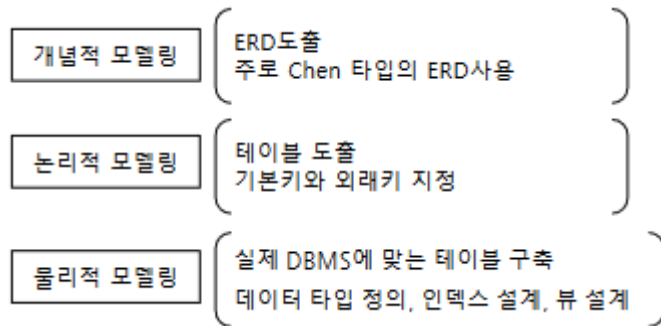 개념적 모델링
ERD도출
주로 Chen 타입의 ERD사용
논리적 모델링
테이블 도출
기본키와 외래키 지정
물리적 모델링
실제 DBMS에 맞는 테이블 구축
데이터 타입 정의, 인덱스 설계, 뷰 설계